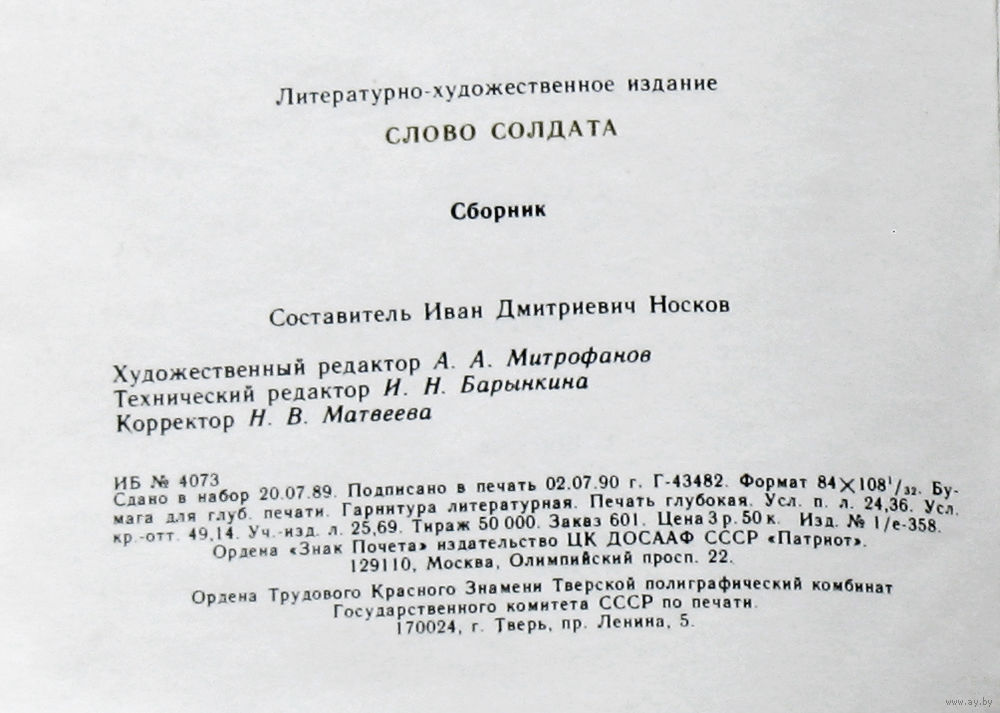 Литературно-художественное издание
СЛОВО СОЛДАТА
Сборник
Составитель Иван Дмитриевич Носков
Художественный редактор А. А. Митрофанов
Технический редактор И. Н. Барынкина
Корректор Н. В. Матвеева
ИБ № 4073
Сдано в набор 20.07.89. Подписано в печать 02.07.90 г. Г-43482. Формат 84×108¹/₃₂. Бу-
мага для глуб. печати. Гарнитура литературная. Печать глубокая. Усл. п. л. 24,36. Усл.
кр.-отт. 49,14. Уч.-изд. л. 25,69. Тираж 50 000. Заказ 601. Цена 3 р. 50 к. Изд. № 1/е-358.
Ордена «Знак Почета» издательство ЦК ДОСААФ СССР «Патриот».
129110, Москва, Олимпийский просп. 22.
Ордена Трудового Красного Знамени Тверской полиграфический комбинат
Государственного комитета СССР по печати.
170024, г. Тверь, пр. Ленина, 5.
www.ay.by